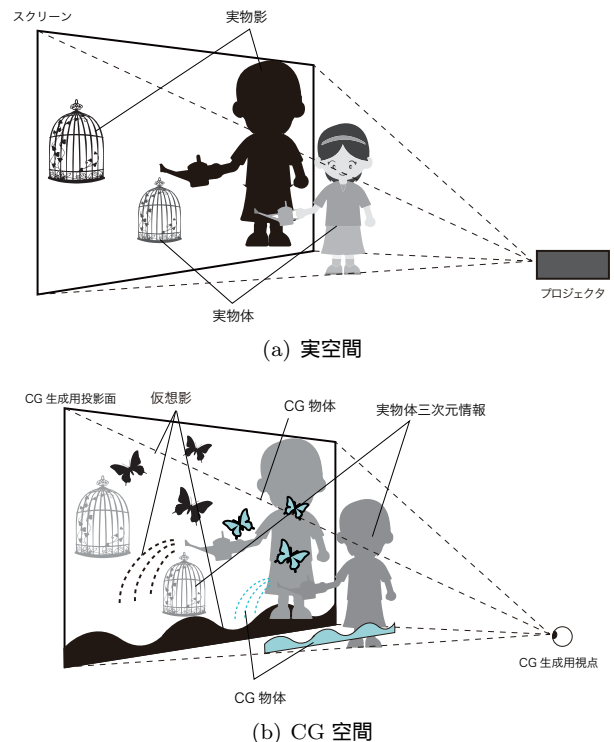 スクリーン
実物影
実物体
プロジェクタ
(a) 実空間
CG 生成用投影面
仮想影
CG 物体
実物体三次元情報
CG 生成用視点
CG 物体
(b) CG 空間